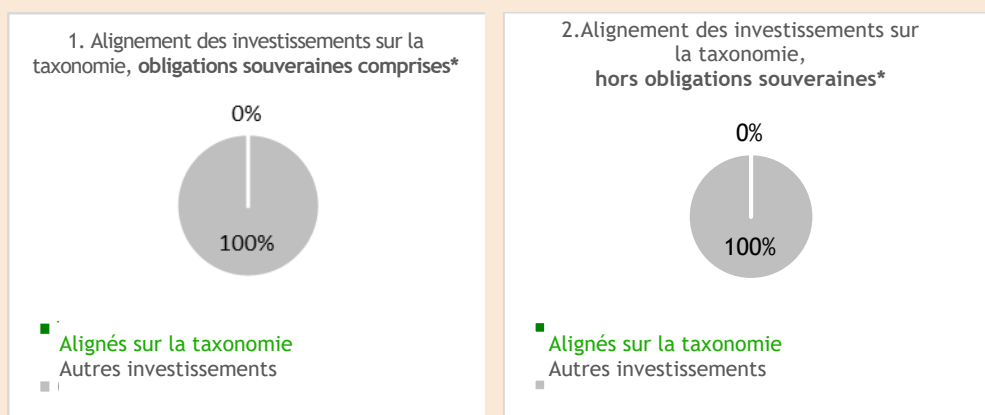 1. Alignement des investissements sur la
taxonomie, obligations souveraines comprises*
0%
100%
Alignés sur la taxonomie
Autres investissements
2.Alignement des investissements sur
la taxonomie,
hors obligations souveraines*
0%
100%
Alignés sur la taxonomie
Autres investissements